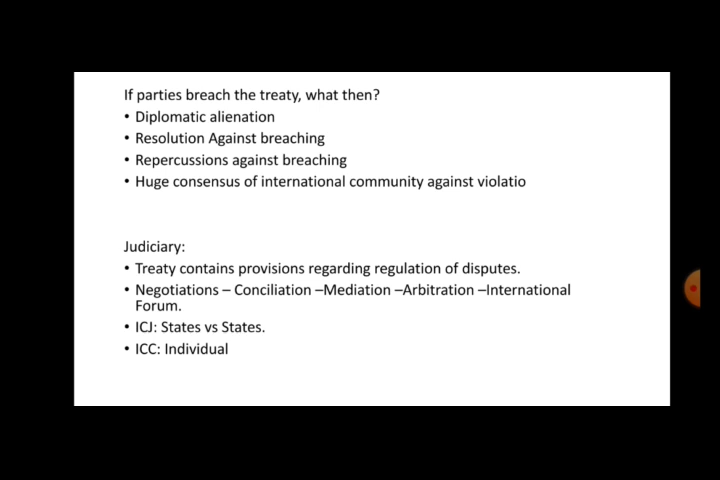 If parties breach the treaty, what then?
• Diplomatic alienation
• Resolution Against breaching
• Repercussions against breaching
• Huge consensus of international community against violatio
Judiciary:
• Treaty contains provisions regarding regulation of disputes.
• Negotiations – Conciliation –Mediation –Arbitration –International
Forum.
• ICJ: States vs States.
• ICC: Individual